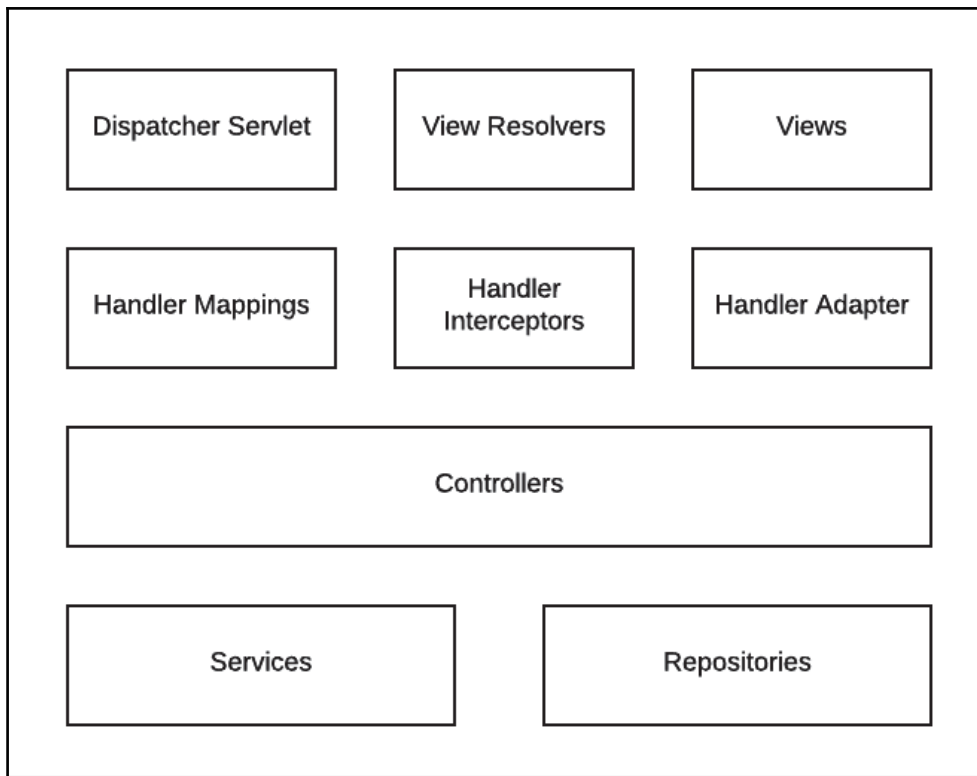 Dispatcher Servlet
View Resolvers
Views
Handler Mappings
Handler
Interceptors
Handler Adapter
Controllers
Services
Repositories